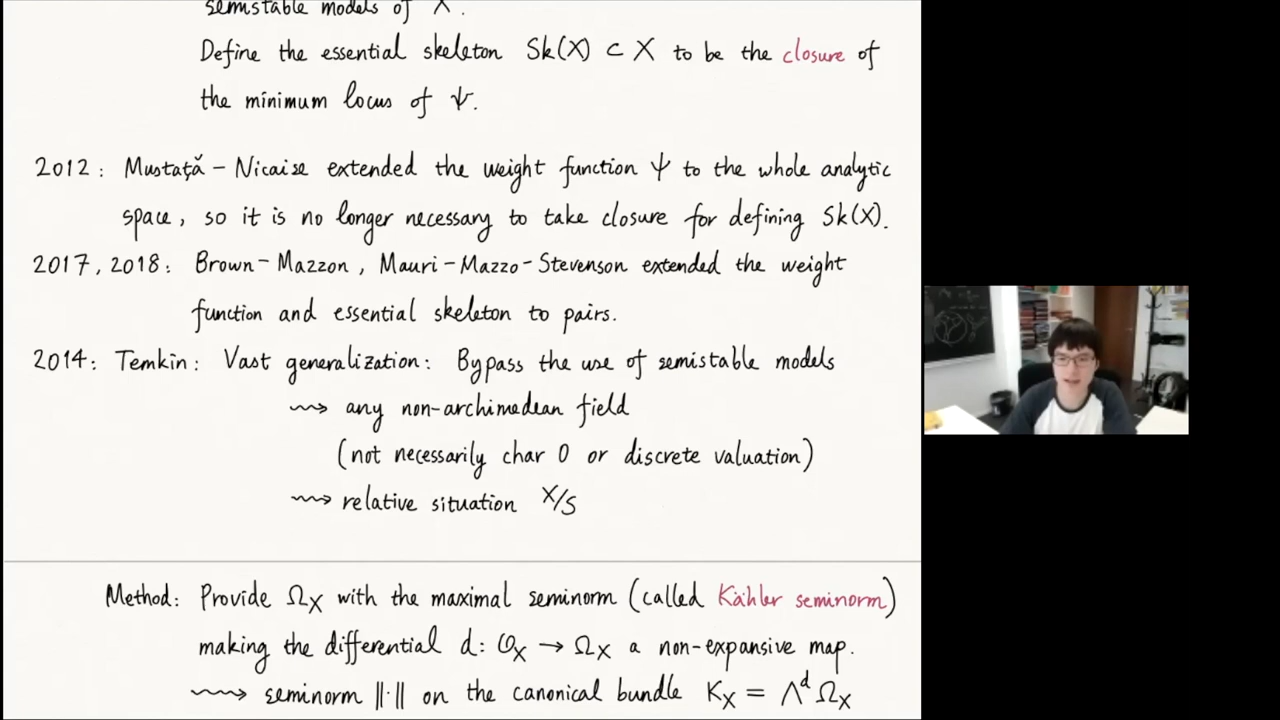 semistable models of X.
Define the essential skeleton Sk(X) ⊂ X to be the closure of
the minimum locus of Ψ.
2012: Mustaţă – Nicaise extended the weight function Ψ to the whole analytic
space, so it is no longer necessary to take closure for defining Sk(X).
2017, 2018: Brown – Mazzon, Mauri – Mazzo – Stevenson extended the weight
function and essential skeleton to pairs.
2014: Temkin: Vast generalization: Bypass the use of semistable models
⇝ any non-archimedean field
(not necessarily char 0 or discrete valuation)
⇝ relative situation X/S
Method: Provide Ω_X with the maximal seminorm (called Kähler seminorm)
making the differential d: O_X → Ω_X a non-expansive map.
⇝ seminorm ‖·‖ on the canonical bundle K_X = Λ^d Ω_X